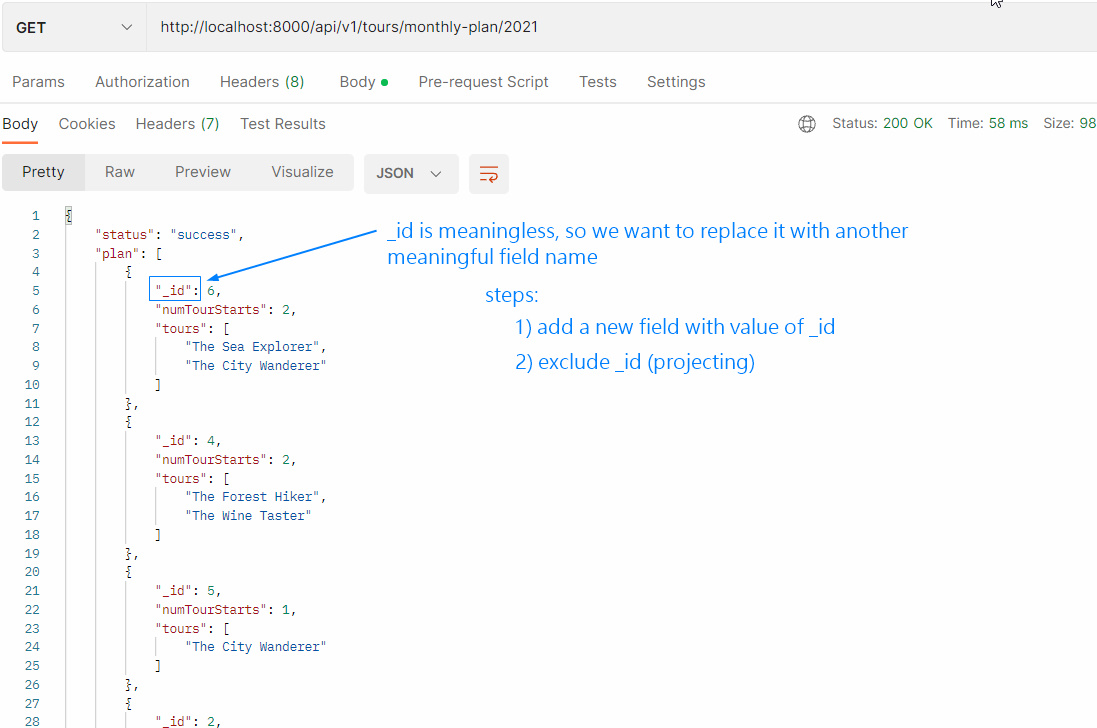 GET http://localhost:8000/api/v1/tours/monthly-plan/2021
Params Authorization Headers (8) Body Pre-request Script Tests Settings
Body Cookies Headers (7) Test Results Status: 200 OK Time: 58 ms Size: 98
Pretty Raw Preview Visualize JSON
1 {
2 "status": "success",
_id is meaningless, so we want to replace it with another
meaningful field name
3 "plan": [
4 {
5 "_id": 6,
steps:
6 "numTourStarts": 2,
7 "tours": [
1) add a new field with value of _id
8 "The Sea Explorer",
9 "The City Wanderer"
2) exclude _id (projecting)
10 ]
11 },
12 {
13 "_id": 4,
14 "numTourStarts": 2,
15 "tours": [
16 "The Forest Hiker",
17 "The Wine Taster"
18 ]
19 },
20 {
21 "_id": 5,
22 "numTourStarts": 1,
23 "tours": [
24 "The City Wanderer"
25 ]
26 },
27 {
28 "_id": 2,